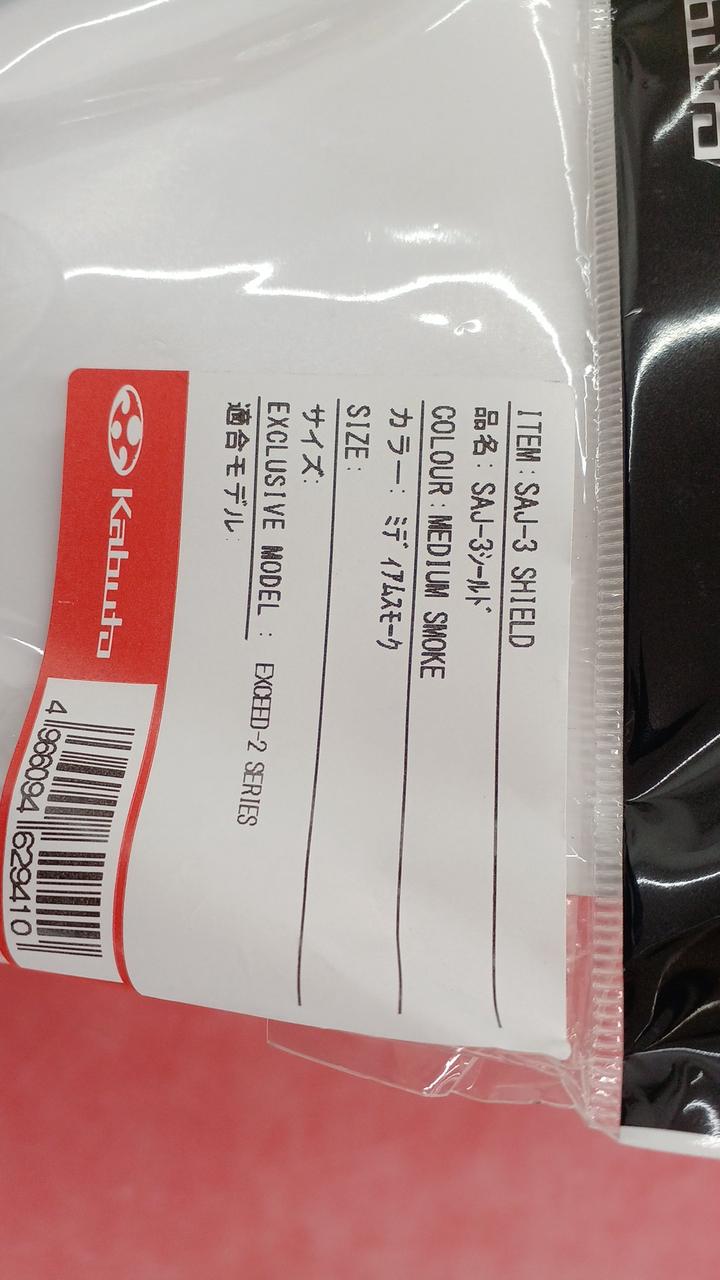 ITEM:SAJ-3 SHIELD
品名:SAJ-3ｼｰﾙﾄﾞ
COLOUR:MEDIUM SMOKE
カラー: ﾐﾃﾞｨｱﾑｽﾓｰｸ
SIZE:
サイズ:
EXCLUSIVE MODEL : EXCEED-2 SERIES
適合モデル:
Kabuto
4 966094 629410